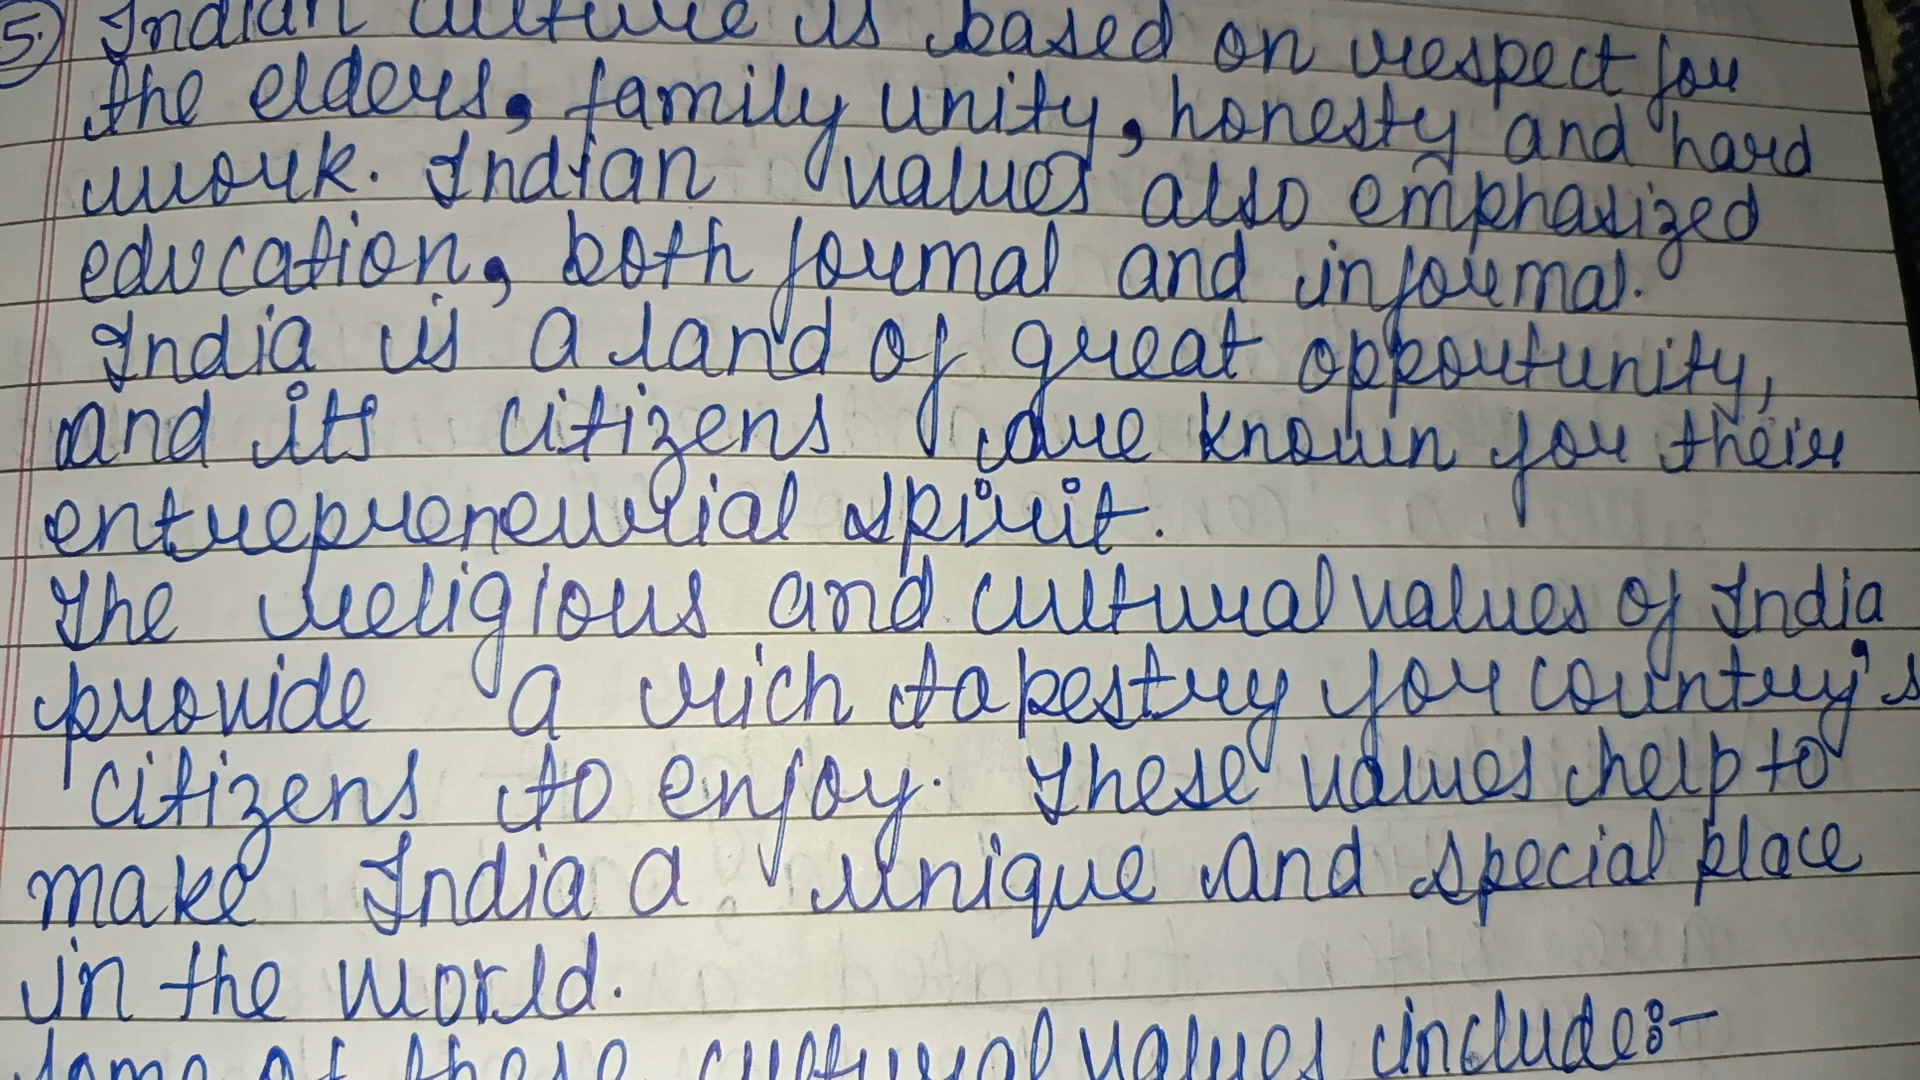 5. Indian culture is based on respect for
the elders, family unity, honesty and hard
work. Indian values also emphasized
education, both formal and informal.
India is a land of great opportunity,
and its citizens are known for their
entrepreneurial spirit.
The religious and cultural values of India
provide a rich tapestry for country's
citizens to enjoy. These values help to
make India a unique and special place
in the world.
Some of these cultural values include:-